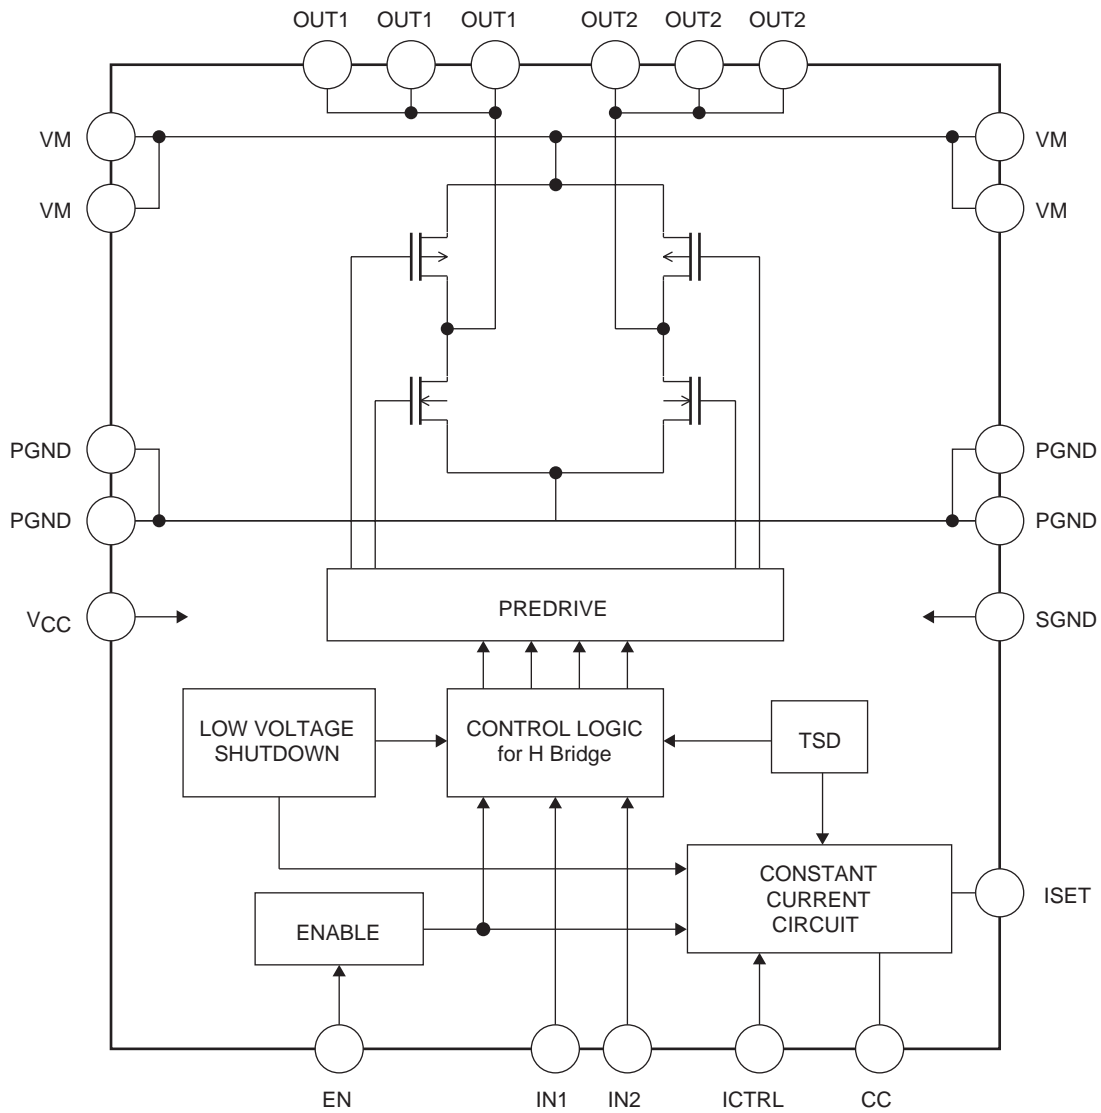 OUT1 OUT1 OUT1 OUT2 OUT2 OUT2
VM VM
VM VM
PGND PGND
PGND PGND
PREDRIVE
VCC SGND
LOW VOLTAGE
SHUTDOWN
CONTROL LOGIC
for H Bridge
TSD
CONSTANT
CURRENT
CIRCUIT
ISET
ENABLE
EN IN1 IN2 ICTRL CC